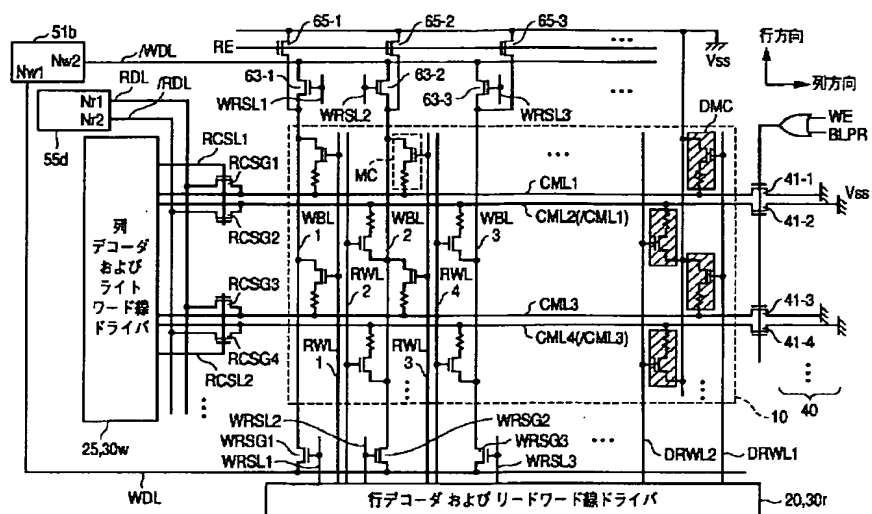 51b
Nw1
Nw2
/WDL
RDL
/RDL
Nr1
Nr2
55d
RCSL1
RCSG1
RCSG2
RCSG3
RCSG4
RCSL2
列
デコーダ
および
ライト
ワード線
ドライバ
25,30w
65-1
65-2
65-3
RE
Vss
63-1
63-2
63-3
WRSL1
WRSL2
WRSL3
行方向
列方向
DMC
WE
BLPR
MC
CML1
CML2(/CML1)
41-1
41-2
Vss
WBL
1
RWL
2
WBL
2
RWL
4
WBL
3
CML3
CML4(/CML3)
41-3
41-4
RWL
1
RWL
3
10
40
WRSL2
WRSG1
WRSL1
WRSG2
WRSG3
WRSL3
DRWL2
DRWL1
WDL
行デコーダ および リードワード線ドライバ
20,30r